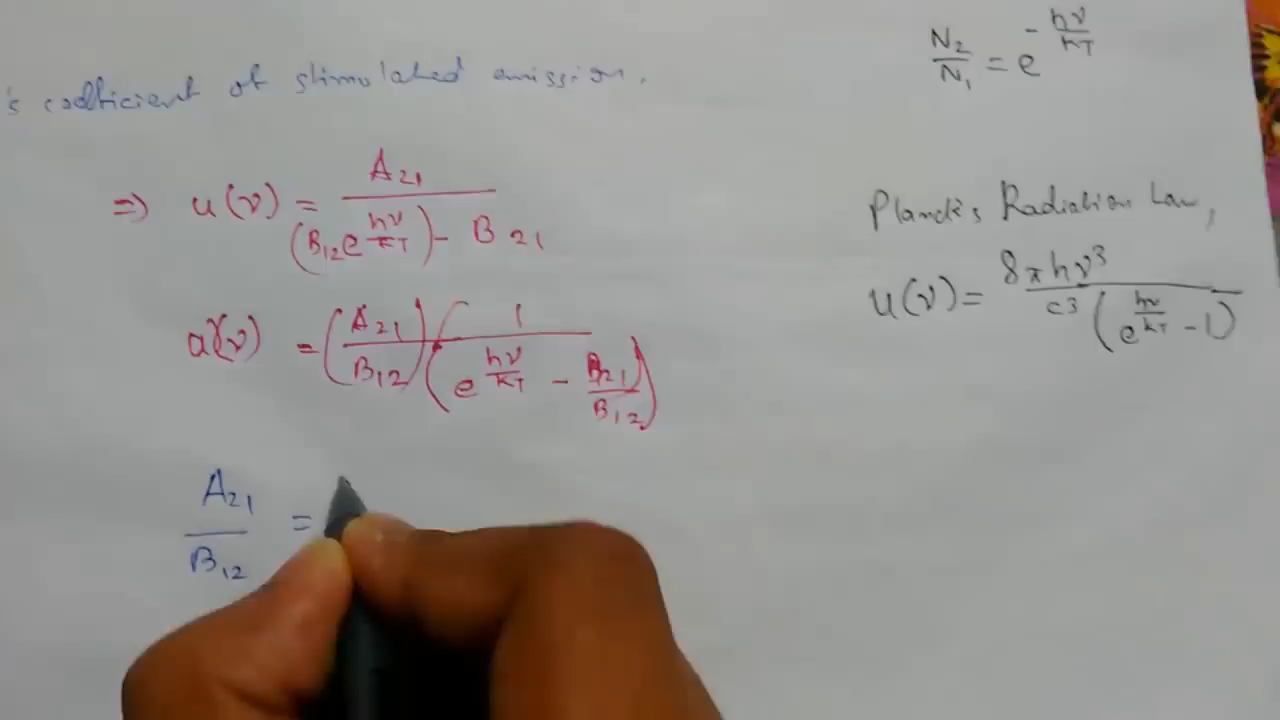 's coefficient of stimulated emission.
N₂/N₁ = e^(-hν/KT)
⇒ u(ν) = A₂₁ / ((B₁₂e^(hν/KT)) - B₂₁)
Planck's Radiation Law,
u(ν) = 8πhν³ / c³(e^(hν/KT) - 1)
u(ν) = (A₂₁/B₁₂)(1 / (e^(hν/KT) - B₂₁/B₁₂))
A₂₁/B₁₂ =